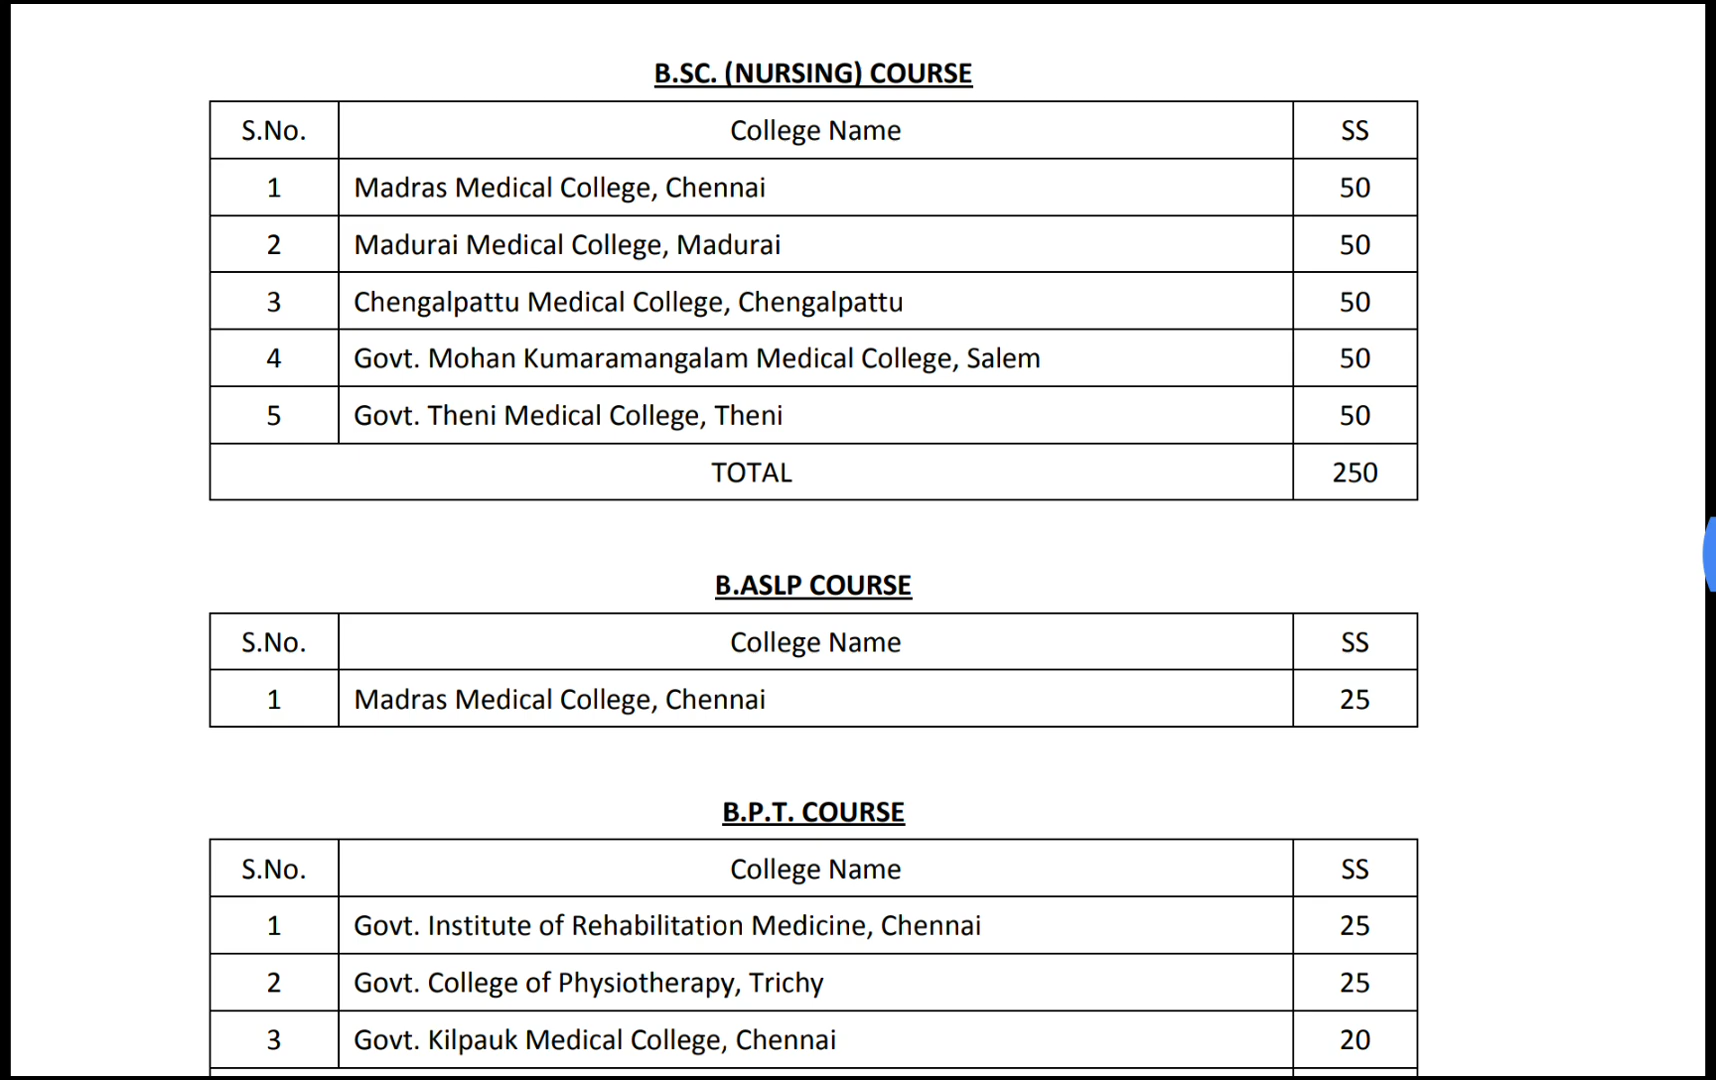 B.SC. (NURSING) COURSE
S.No. College Name SS
1 Madras Medical College, Chennai 50
2 Madurai Medical College, Madurai 50
3 Chengalpattu Medical College, Chengalpattu 50
4 Govt. Mohan Kumaramangalam Medical College, Salem 50
5 Govt. Theni Medical College, Theni 50
TOTAL 250
B.ASLP COURSE
S.No. College Name SS
1 Madras Medical College, Chennai 25
B.P.T. COURSE
S.No. College Name SS
1 Govt. Institute of Rehabilitation Medicine, Chennai 25
2 Govt. College of Physiotherapy, Trichy 25
3 Govt. Kilpauk Medical College, Chennai 20